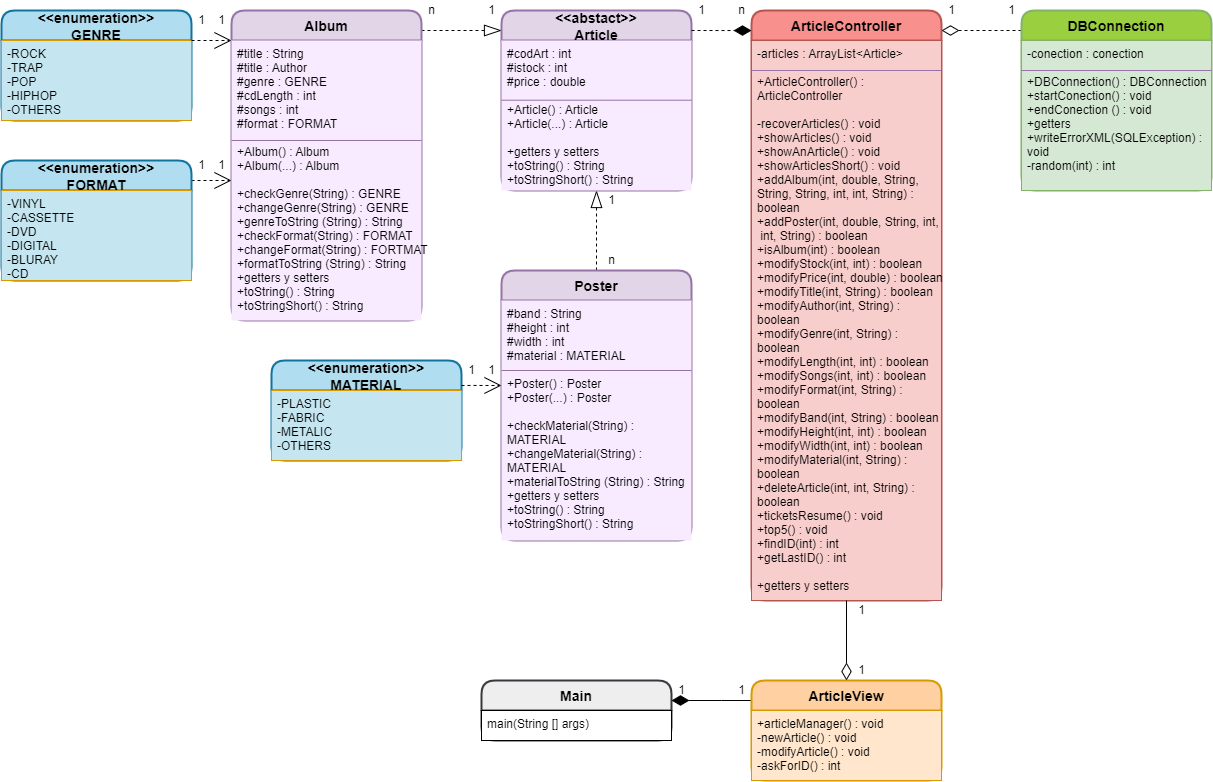 <<enumeration>>
GENRE
-ROCK
-TRAP
-POP
-HIPHOP
-OTHERS
1
1
<<enumeration>>
FORMAT
-VINYL
-CASSETTE
-DVD
-DIGITAL
-BLURAY
-CD
1
1
Album
#title : String
#title : Author
#genre : GENRE
#cdLength : int
#songs : int
#format : FORMAT
+Album() : Album
+Album(...) : Album
+checkGenre(String) : GENRE
+changeGenre(String) : GENRE
+genreToString (String) : String
+checkFormat(String) : FORMAT
+changeFormat(String) : FORTMAT
+formatToString (String) : String
+getters y setters
+toString() : String
+toStringShort() : String
n
1
<<abstact>>
Article
#codArt : int
#istock : int
#price : double
+Article() : Article
+Article(...) : Article
+getters y setters
+toString() : String
+toStringShort() : String
1
n
Poster
#band : String
#height : int
#width : int
#material : MATERIAL
+Poster() : Poster
+Poster(...) : Poster
+checkMaterial(String) :
MATERIAL
+changeMaterial(String) :
MATERIAL
+materialToString (String) : String
+getters y setters
+toString() : String
+toStringShort() : String
<<enumeration>>
MATERIAL
-PLASTIC
-FABRIC
-METALIC
-OTHERS
1
1
1
n
ArticleController
-articles : ArrayList<Article>
+ArticleController() :
ArticleController
-recoverArticles() : void
+showArticles() : void
+showAnArticle() : void
+showArticlesShort() : void
+addAlbum(int, double, String,
String, String, int, int, String) :
boolean
+addPoster(int, double, String, int,
int, String) : boolean
+isAlbum(int) : boolean
+modifyStock(int, int) : boolean
+modifyPrice(int, double) : boolean
+modifyTitle(int, String) : boolean
+modifyAuthor(int, String) :
boolean
+modifyGenre(int, String) :
boolean
+modifyLength(int, int) : boolean
+modifySongs(int, int) : boolean
+modifyFormat(int, String) :
boolean
+modifyBand(int, String) : boolean
+modifyHeight(int, int) : boolean
+modifyWidth(int, int) : boolean
+modifyMaterial(int, String) :
boolean
+deleteArticle(int, int, String) :
boolean
+ticketsResume() : void
+top5() : void
+findID(int) : int
+getLastID() : int
+getters y setters
1
1
DBConnection
-conection : conection
+DBConnection() : DBConnection
+startConection() : void
+endConection () : void
+getters
+writeErrorXML(SQLException) :
void
-random(int) : int
1
1
ArticleView
+articleManager() : void
-newArticle() : void
-modifyArticle() : void
-askForID() : int
1
1
Main
main(String [] args)